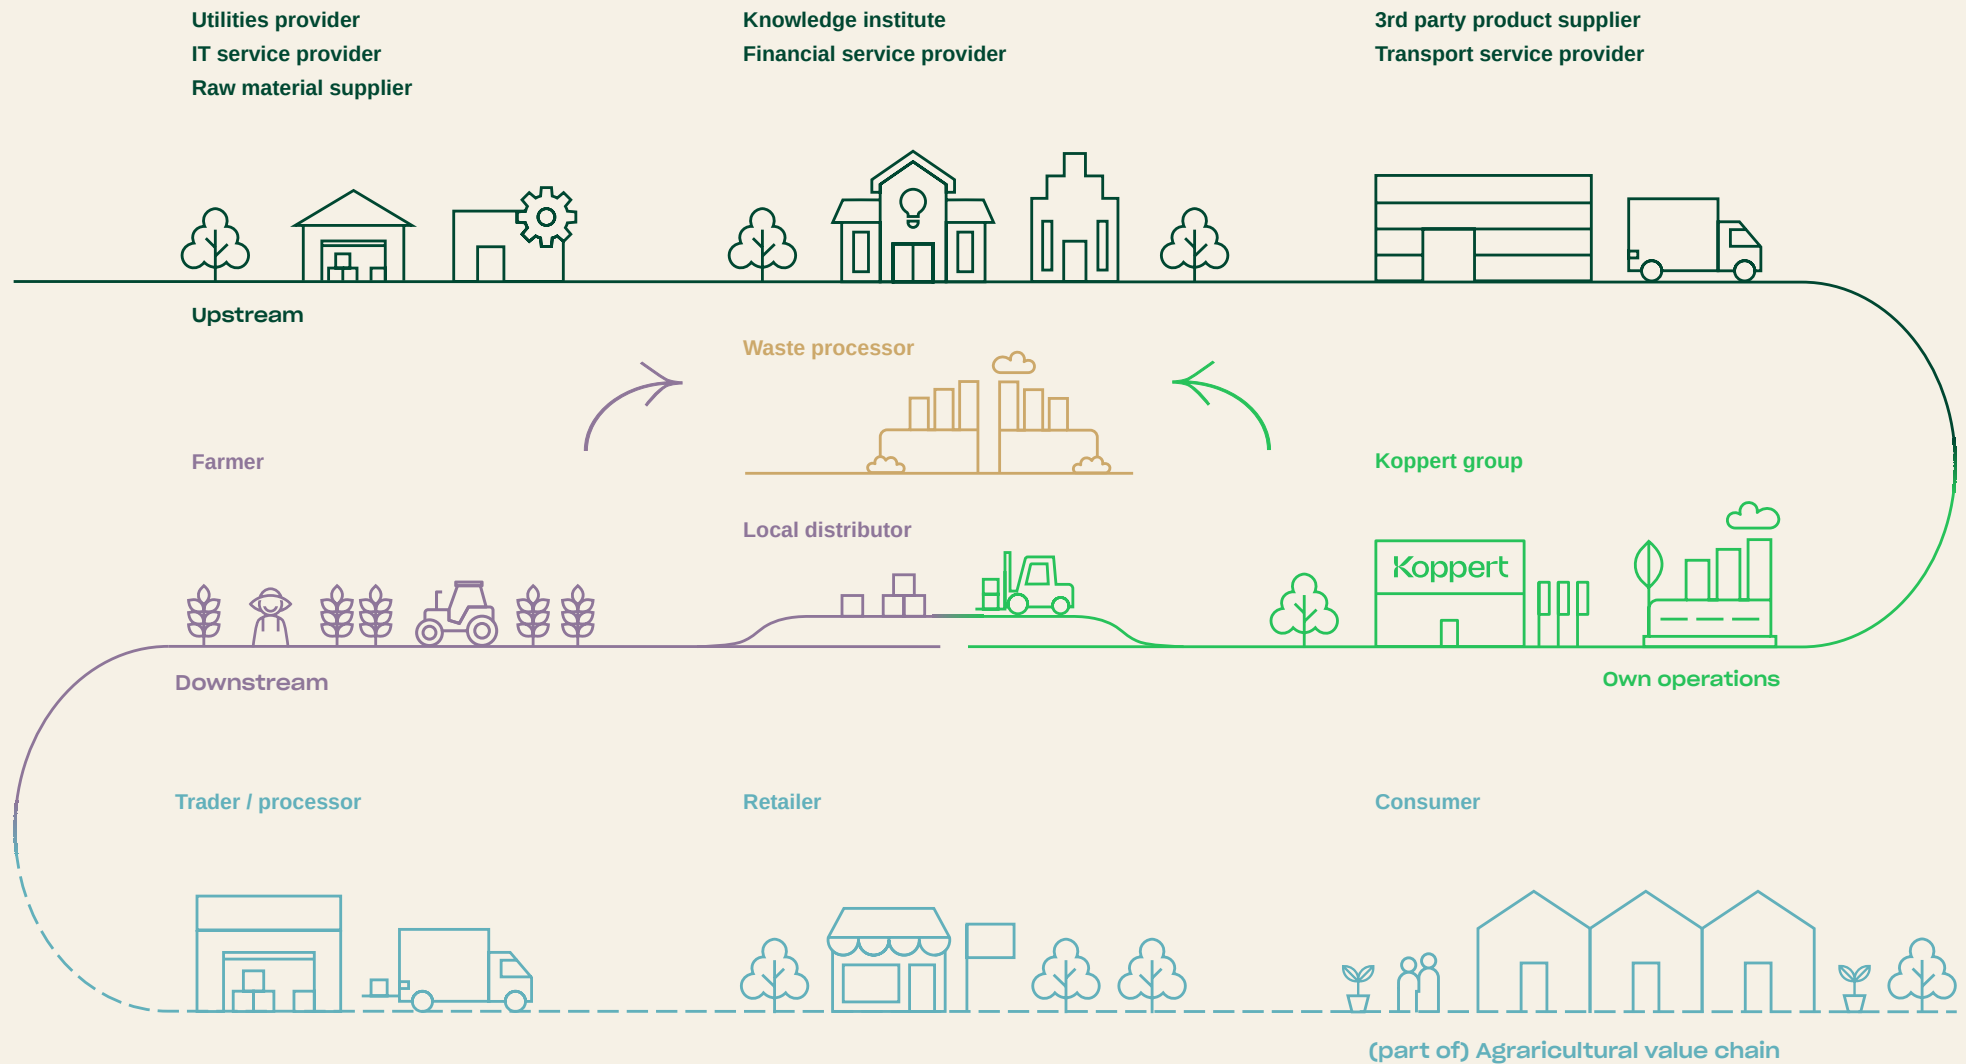 Utilities provider
IT service provider
Raw material supplier
Knowledge institute
Financial service provider
3rd party product supplier
Transport service provider
Upstream
Waste processor
Farmer
Koppert group
Local distributor
Koppert
Downstream
Own operations
Trader / processor
Retailer
Consumer
(part of) Agraricultural value chain